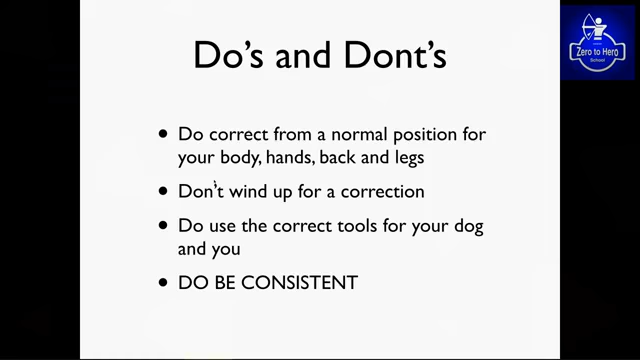 Do's and Dont's
Zero to Hero
School
• Do correct from a normal position for
your body, hands, back and legs
• Don't wind up for a correction
• Do use the correct tools for your dog
and you
• DO BE CONSISTENT